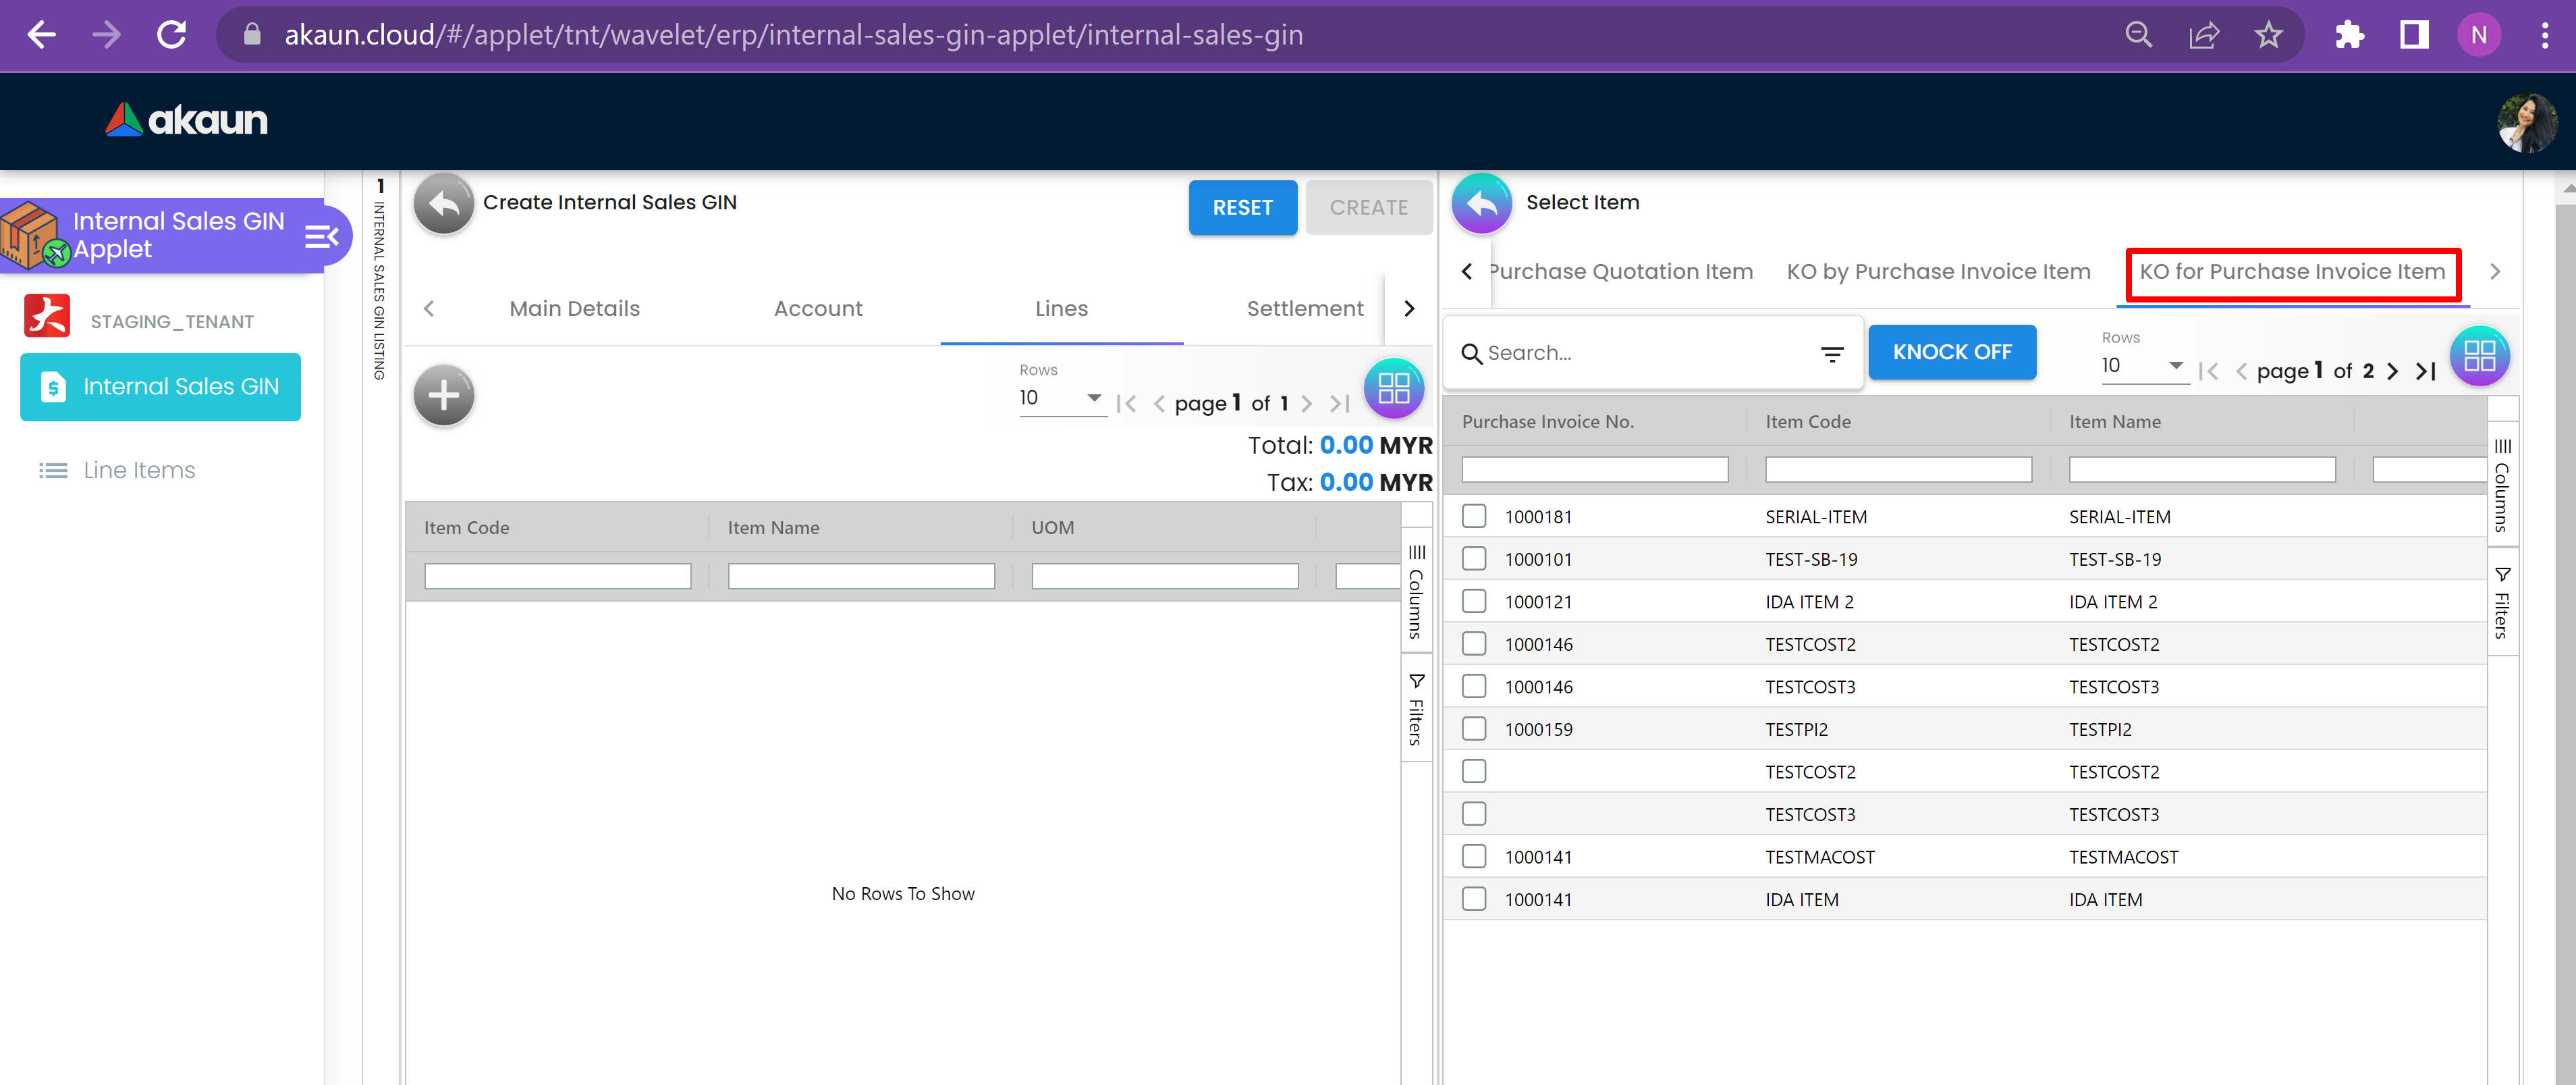 akaun.cloud/#/applet/tnt/wavelet/erp/internal-sales-gin-applet/internal-sales-gin
N
akaun
Internal Sales GIN
Applet
STAGING_TENANT
Internal Sales GIN
Line Items
1 INTERNAL SALES GIN LISTING
Create Internal Sales GIN
RESET
CREATE
Main Details
Account
Lines
Settlement
Rows
10
page 1 of 1
Total: 0.00 MYR
Tax: 0.00 MYR
Item Code
Item Name
UOM
Columns
Filters
No Rows To Show
Select Item
Purchase Quotation Item
KO by Purchase Invoice Item
KO for Purchase Invoice Item
Search...
KNOCK OFF
Rows
10
page 1 of 2
Purchase Invoice No. Item Code Item Name
1000181 SERIAL-ITEM SERIAL-ITEM
1000101 TEST-SB-19 TEST-SB-19
1000121 IDA ITEM 2 IDA ITEM 2
1000146 TESTCOST2 TESTCOST2
1000146 TESTCOST3 TESTCOST3
1000159 TESTPI2 TESTPI2
TESTCOST2 TESTCOST2
TESTCOST3 TESTCOST3
1000141 TESTMACOST TESTMACOST
1000141 IDA ITEM IDA ITEM
Columns
Filters